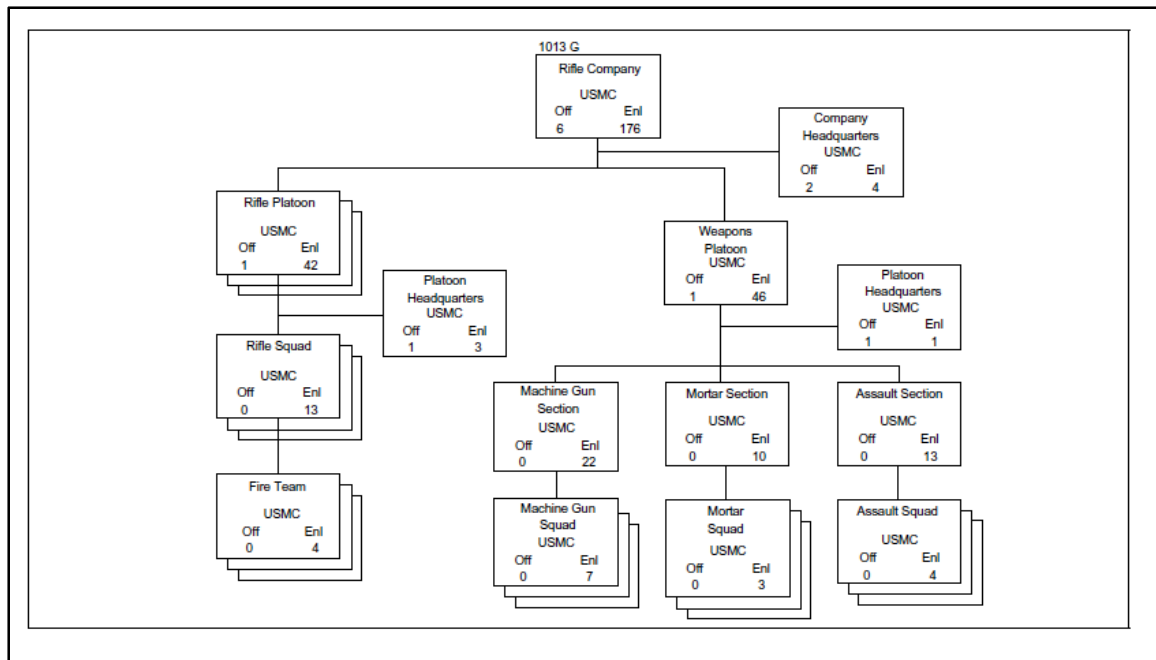 1013 G
Rifle Company
USMC
Off Enl
6 176
Company
Headquarters
USMC
Off Enl
2 4
Rifle Platoon
USMC
Off Enl
1 42
Weapons
Platoon
USMC
Off Enl
1 46
Platoon
Headquarters
USMC
Off Enl
1 3
Platoon
Headquarters
USMC
Off Enl
1 1
Rifle Squad
USMC
Off Enl
0 13
Machine Gun
Section
USMC
Off Enl
0 22
Mortar Section
USMC
Off Enl
0 10
Assault Section
USMC
Off Enl
0 13
Fire Team
USMC
Off Enl
0 4
Machine Gun
Squad
USMC
Off Enl
0 7
Mortar
Squad
USMC
Off Enl
0 3
Assault Squad
USMC
Off Enl
0 4